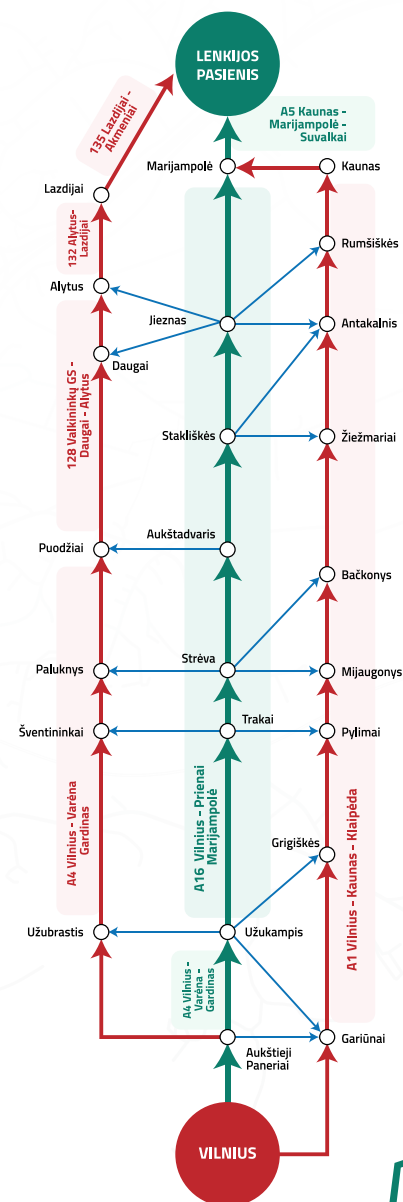 LENKIJOS
PASIENIS
135 Lazdijai -
Akmeniai
A5 Kaunas -
Marijampolė -
Suvalkai
Marijampolė
Kaunas
Lazdijai
132 Alytus-
Lazdijai
Rumšiškės
Alytus
Jieznas
Antakalnis
Daugai
128 Valkininkų GS -
Daugai - Alytus
Stakliškės
Žiežmariai
Puodžiai
Aukštadvaris
Bačkonys
Paluknys
Strėva
Mijaugonys
Šventininkai
Trakai
Pylimai
A4 Vilnius - Varėna
Gardinas
A16 Vilnius - Prienai
Marijampolė
A1 Vilnius - Kaunas - Klaipėda
Grigiškės
Užubrastis
Užukampis
A4 Vilnius -
Varėna -
Gardinas
Aukštieji
Paneriai
Gariūnai
VILNIUS